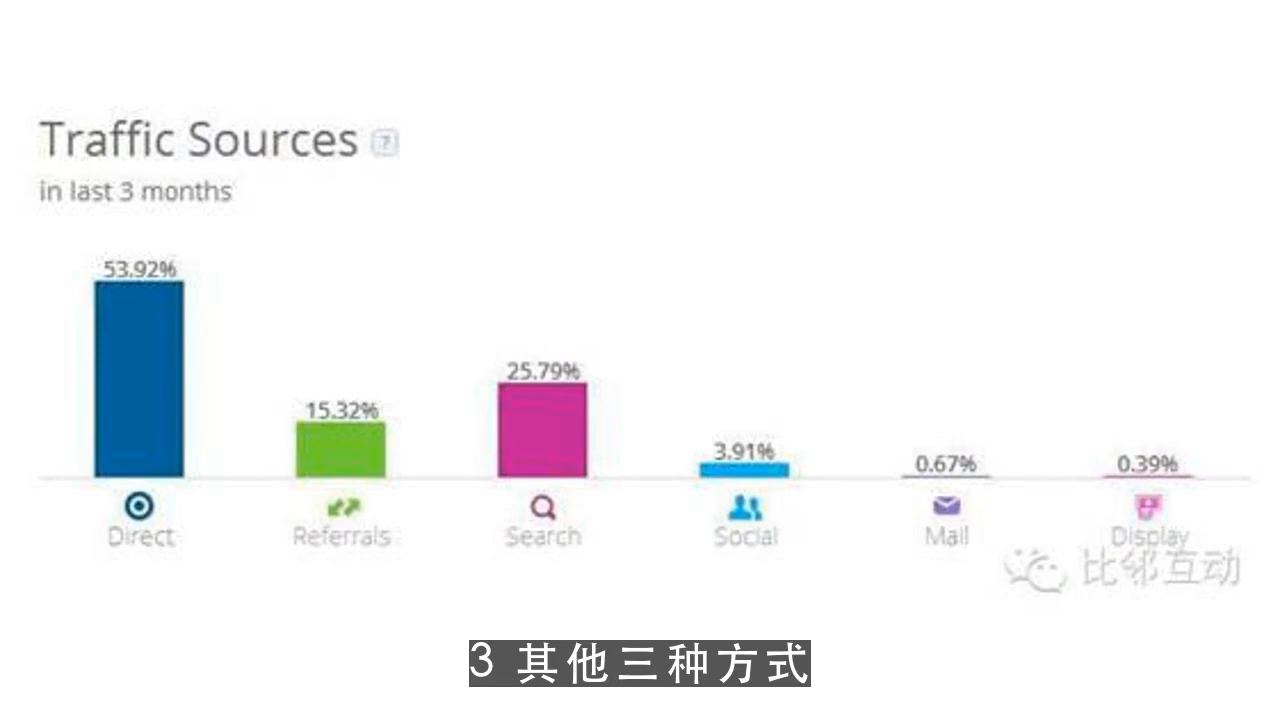 Traffic Sources ?
in last 3 months
53.92%
25.79%
15.32%
3.91%
0.67%
0.39%
Direct
Referrals
Search
Social
Mail
Display
比邻互动
3 其他三种方式